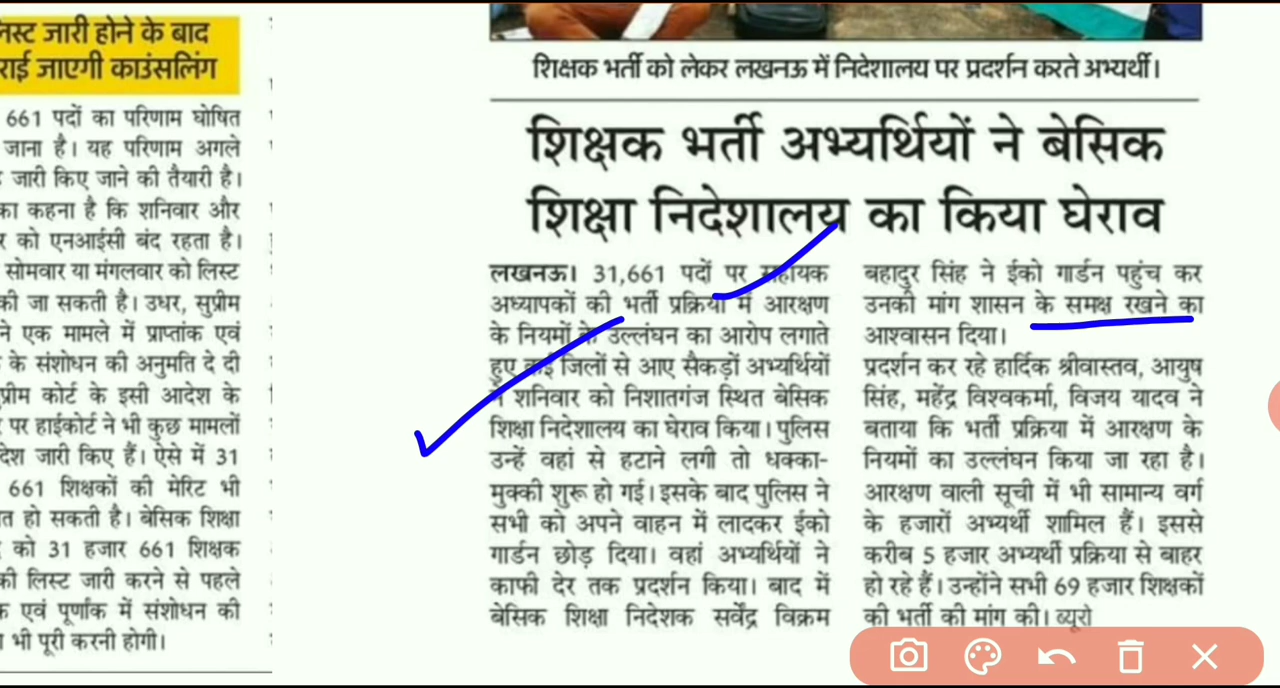 जारी होने के बाद
जाएगी काउंसलिंग
661 पदों का परिणाम घोषित
जाना है। यह परिणाम अगले
जारी किए जाने की तैयारी है।
का कहना है कि शनिवार और
को एनआईसी बंद रहता है।
सोमवार या मंगलवार को लिस्ट
की जा सकती है। उधर, सुप्रीम
ने एक मामले में प्राप्तांक एवं
के संशोधन की अनुमति दे दी
कोर्ट के इसी आदेश के
पर हाईकोर्ट ने भी कुछ मामलों
जारी किए हैं। ऐसे में 31
661 शिक्षकों की मेरिट भी
हो सकती है। बेसिक शिक्षा
को 31 हजार 661 शिक्षक
की लिस्ट जारी करने से पहले
एवं पूर्णांक में संशोधन की
भी पूरी करनी होगी।
शिक्षक भर्ती को लेकर लखनऊ में निदेशालय पर प्रदर्शन करते अभ्यर्थी।
शिक्षक भर्ती अभ्यर्थियों ने बेसिक
शिक्षा निदेशालय का किया घेराव
लखनऊ। 31,661 पदों पर सहायक
अध्यापकों की भर्ती प्रक्रिया में आरक्षण
के नियमों के उल्लंघन का आरोप लगाते
हुए कई जिलों से आए सैकड़ों अभ्यर्थियों
ने शनिवार को निशातगंज स्थित बेसिक
शिक्षा निदेशालय का घेराव किया। पुलिस
उन्हें वहां से हटाने लगी तो धक्का-
मुक्की शुरू हो गई। इसके बाद पुलिस ने
सभी को अपने वाहन में लादकर ईको
गार्डन छोड़ दिया। वहां अभ्यर्थियों ने
काफी देर तक प्रदर्शन किया। बाद में
बेसिक शिक्षा निदेशक सर्वेंद्र विक्रम
बहादुर सिंह ने ईको गार्डन पहुंच कर
उनकी मांग शासन के समक्ष रखने का
आश्वासन दिया।
प्रदर्शन कर रहे हार्दिक श्रीवास्तव, आयुष
सिंह, महेंद्र विश्वकर्मा, विजय यादव ने
बताया कि भर्ती प्रक्रिया में आरक्षण के
नियमों का उल्लंघन किया जा रहा है।
आरक्षण वाली सूची में भी सामान्य वर्ग
के हजारों अभ्यर्थी शामिल हैं। इससे
करीब 5 हजार अभ्यर्थी प्रक्रिया से बाहर
हो रहे हैं। उन्होंने सभी 69 हजार शिक्षकों
की भर्ती की मांग की। ब्यूरो